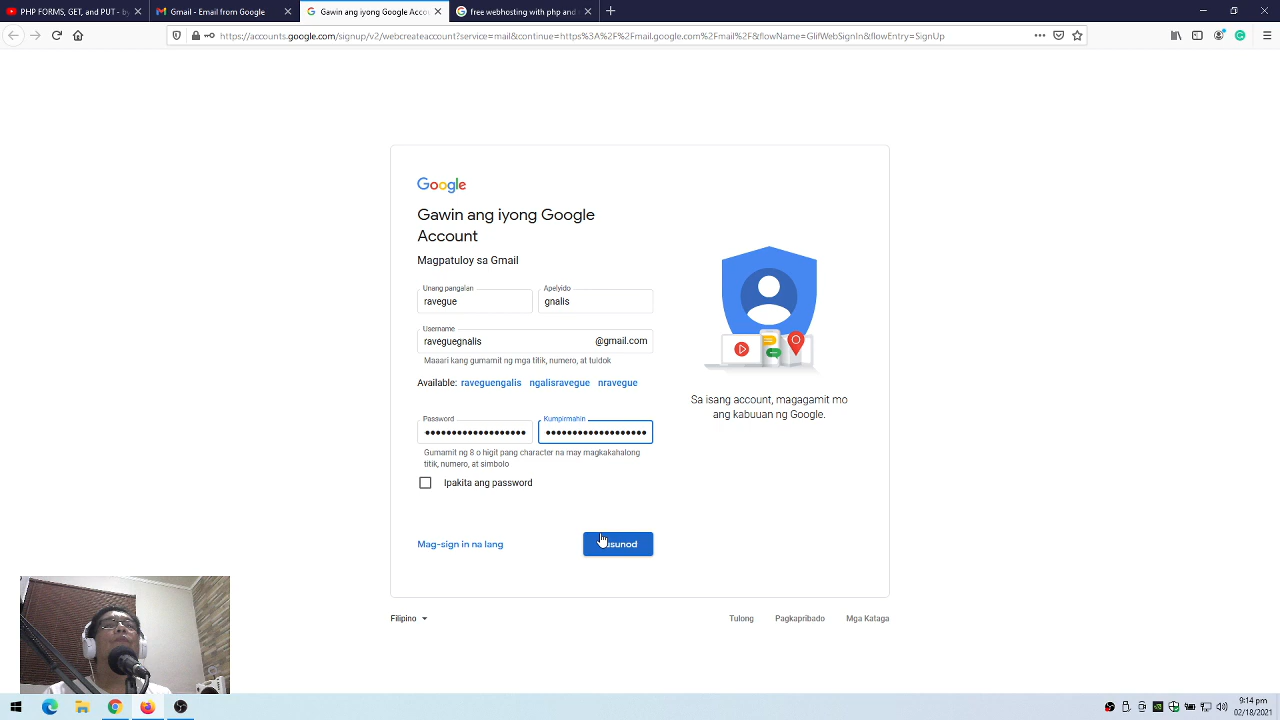 PHP FORMS, GET, AND PUT - b
Gmail - Email from Google
Gawin ang iyong Google Accou
free webhosting with php and
https://accounts.google.com/signup/v2/webcreateaccount?service=mail&continue=https%3A%2F%2Fmail.google.com%2Fmail%2F&flowName=GlifWebSignIn&flowEntry=SignUp
Google
Gawin ang iyong Google
Account
Magpatuloy sa Gmail
Unang pangalan
Apelyido
ravegue
gnalis
Username
raveguegnalis
@gmail.com
Maaari kang gumamit ng mga titik, numero, at tuldok
Available: raveguengalis ngalisravegue nravegue
Password
Kumpirmahin
Gumamit ng 8 o higit pang character na may magkakahalong
titik, numero, at simbolo
Ipakita ang password
Mag-sign in na lang
Sa isang account, magagamit mo
ang kabuuan ng Google.
Filipino
Tulong
Pagkapribado
Mga Kataga
9:14 pm
02/18/2021